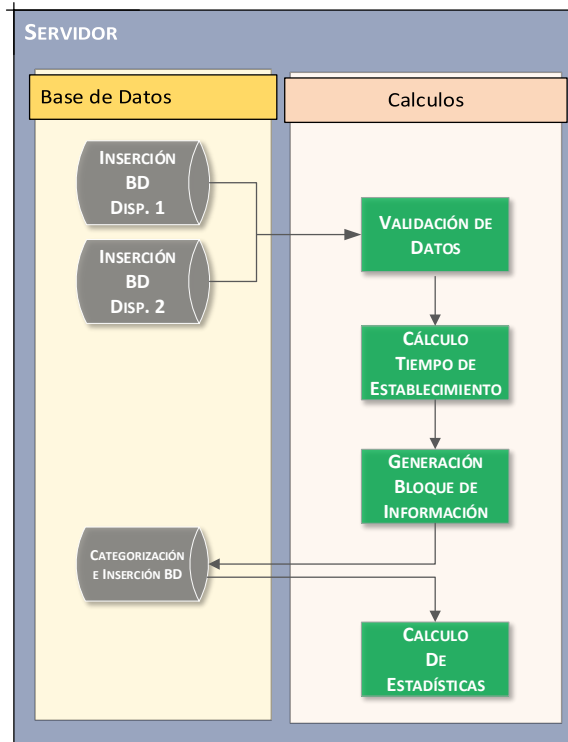 SERVIDOR
Base de Datos
Calculos
INSERCIÓN
BD
DISP. 1
INSERCIÓN
BD
DISP. 2
VALIDACIÓN DE
DATOS
CÁLCULO
TIEMPO DE
ESTABLECIMIENTO
GENERACIÓN
BLOQUE DE
INFORMACIÓN
CATEGORIZACIÓN
E INSERCIÓN BD
CALCULO
DE
ESTADÍSTICAS